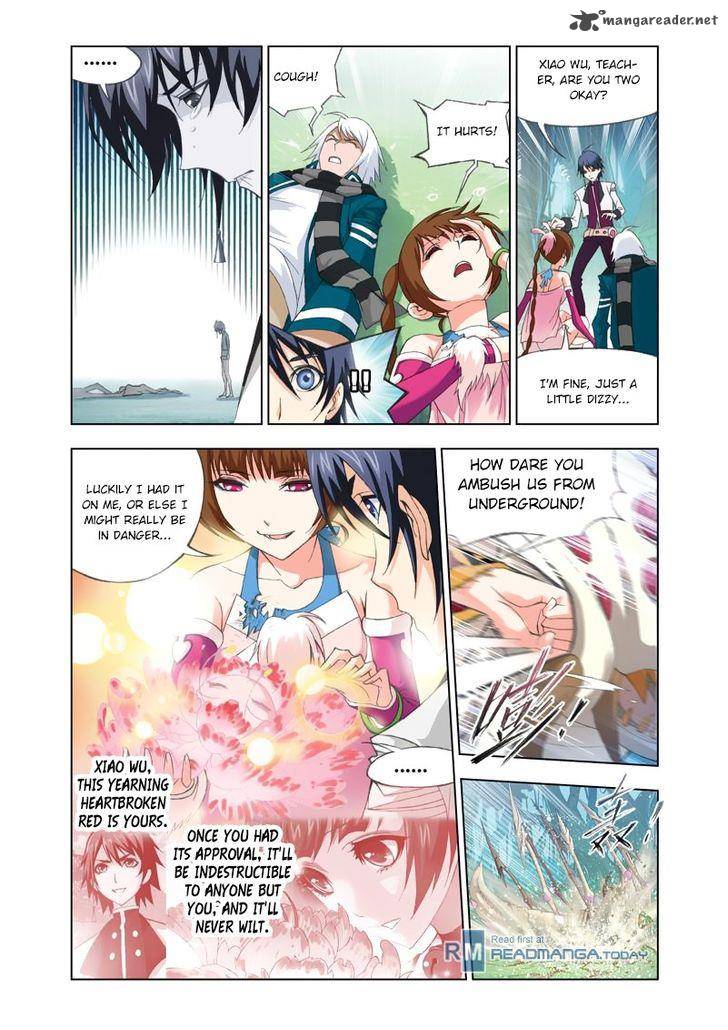 mangareader.net
......
COUGH!
IT HURTS!
!!
XIAO WU, TEACH-
ER, ARE YOU TWO
OKAY?
I'M FINE, JUST A
LITTLE DIZZY...
LUCKILY I HAD IT
ON ME, OR ELSE I
MIGHT REALLY BE
IN DANGER...
XIAO WU,
THIS YEARNING
HEARTBROKEN
RED IS YOURS.
......
ONCE YOU HAD
ITS APPROVAL, IT'LL
BE INDESTRUCTIBLE
TO ANYONE BUT
YOU, AND IT'LL
NEVER WILT.
HOW DARE YOU
AMBUSH US FROM
UNDERGROUND!
嘭!
轰!
RM
Read first at
READMANGA.TODAY